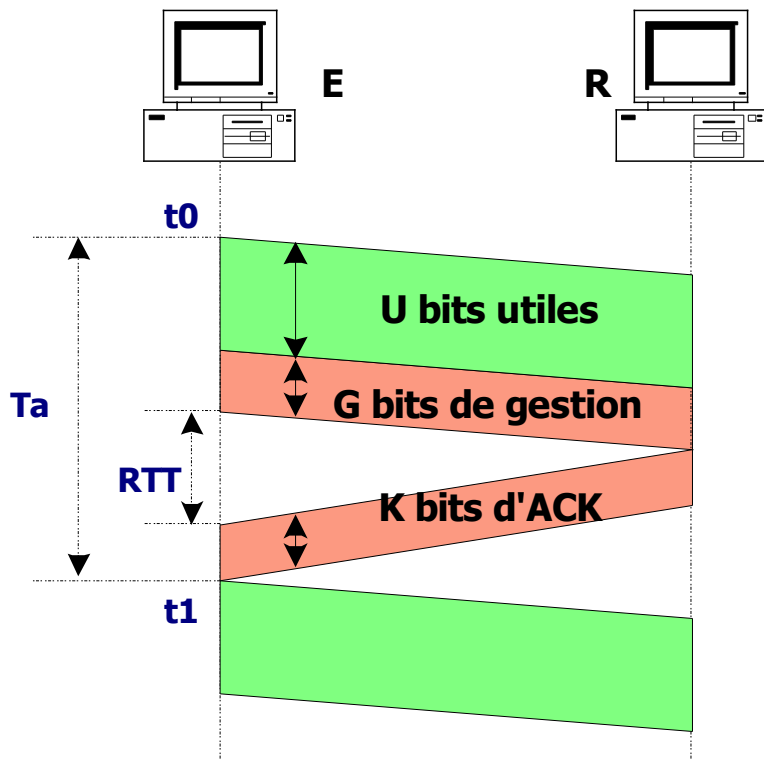 E
R
t0
U bits utiles
Ta
G bits de gestion
RTT
K bits d'ACK
t1